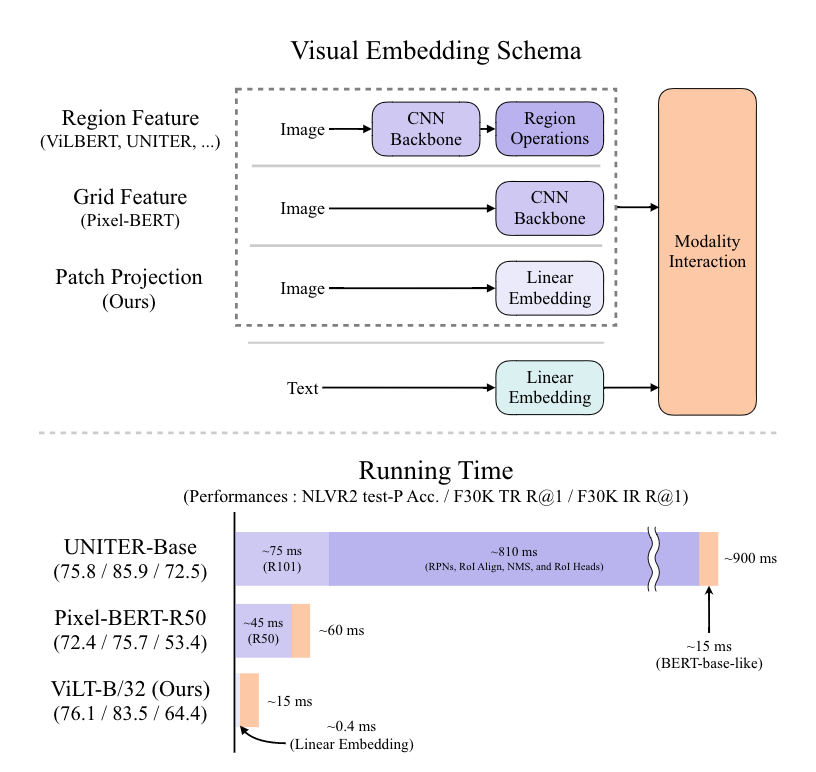 Visual Embedding Schema
Region Feature
(ViLBERT, UNITER, ...)
Image
CNN
Backbone
Region
Operations
Grid Feature
(Pixel-BERT)
Image
CNN
Backbone
Patch Projection
(Ours)
Image
Linear
Embedding
Text
Linear
Embedding
Modality
Interaction
Running Time
(Performances : NLVR2 test-P Acc. / F30K TR R@1 / F30K IR R@1)
UNITER-Base
(75.8 / 85.9 / 72.5)
~75 ms
(R101)
~810 ms
(RPNs, RoI Align, NMS, and RoI Heads)
~900 ms
~15 ms
(BERT-base-like)
Pixel-BERT-R50
(72.4 / 75.7 / 53.4)
~45 ms
(R50)
~60 ms
ViLT-B/32 (Ours)
(76.1 / 83.5 / 64.4)
~15 ms
~0.4 ms
(Linear Embedding)